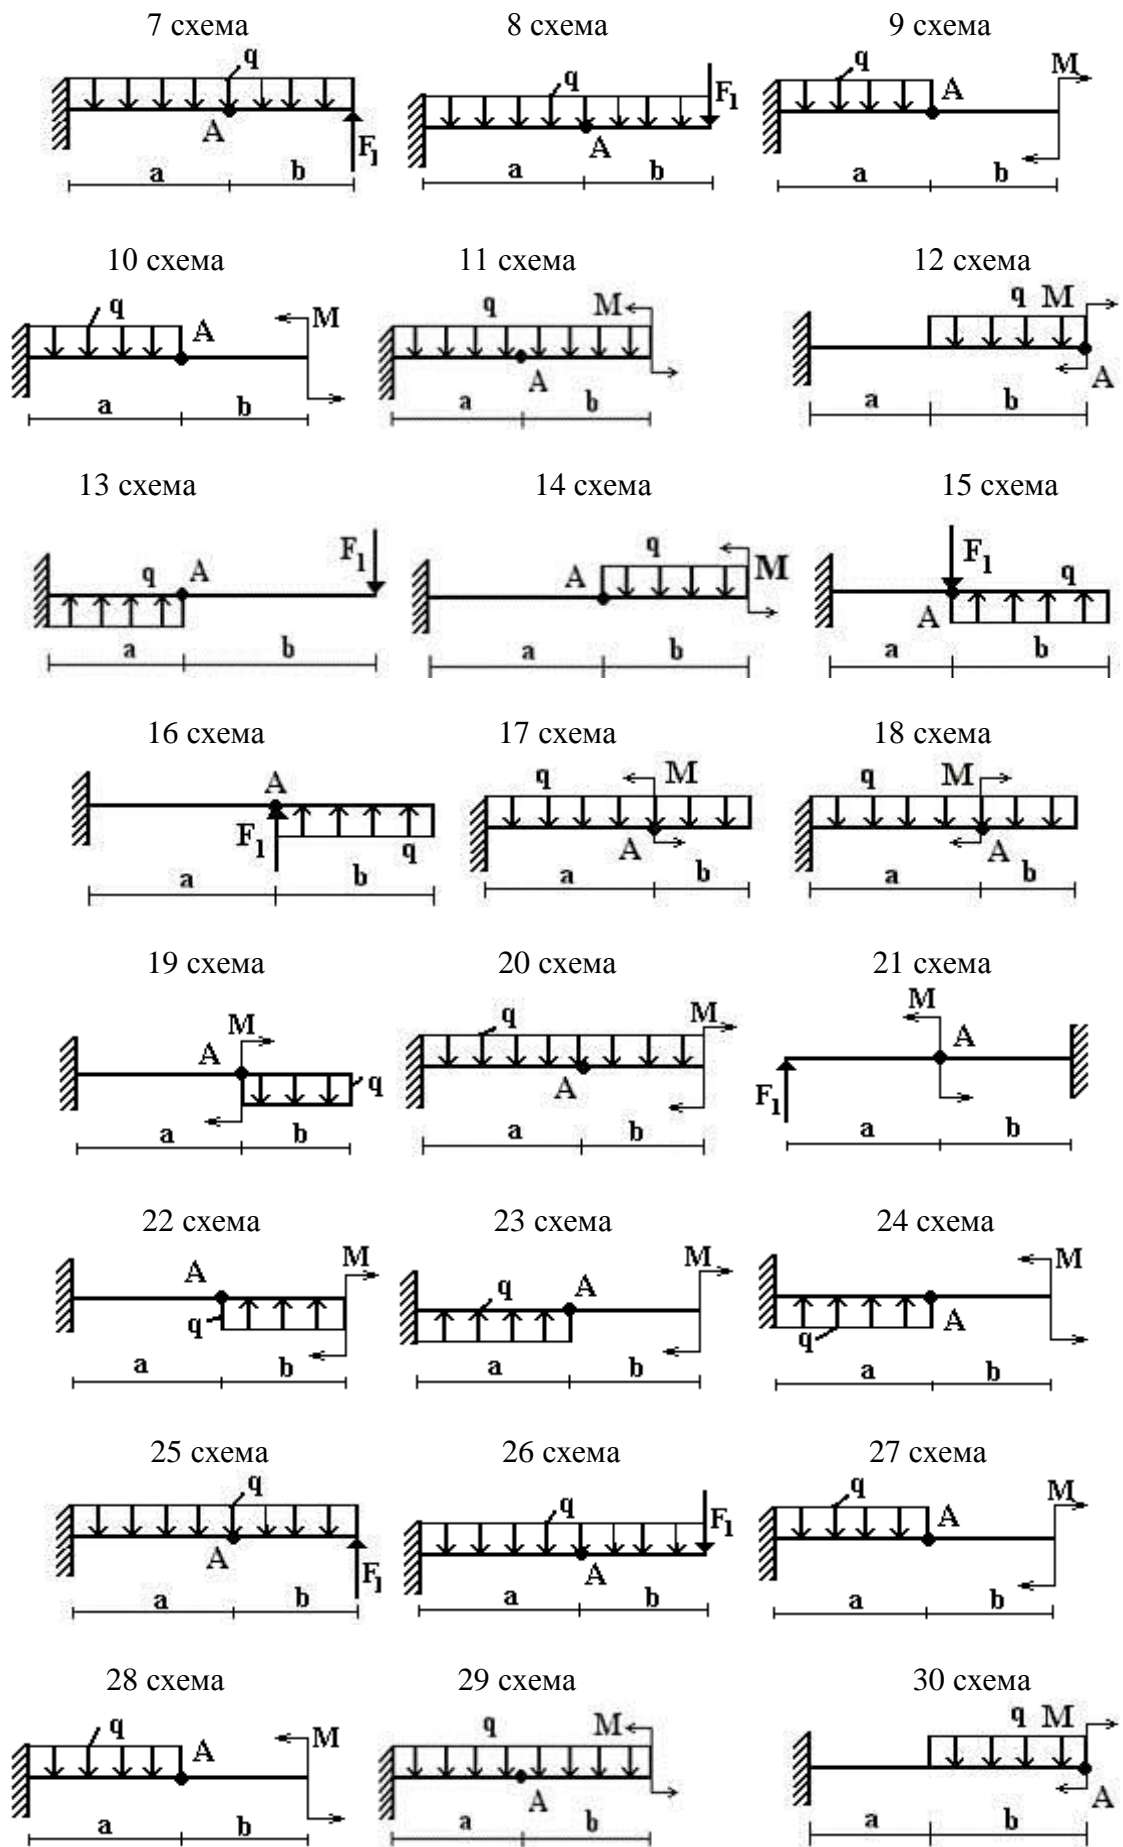 7 схема 8 схема 9 схема
q A F₁ a b
q F₁ A a b
q A M a b
10 схема 11 схема 12 схема
q A M a b
q M A a b
q M A a b
13 схема 14 схема 15 схема
q A F₁ a b
A q M a b
F₁ q A a b
16 схема 17 схема 18 схема
A F₁ q a b
q M A a b
q M A a b
19 схема 20 схема 21 схема
M A q a b
q M A a b
M A F₁ a b
22 схема 23 схема 24 схема
A M q a b
q A M a b
M q A a b
25 схема 26 схема 27 схема
q A F₁ a b
q F₁ A a b
q A M a b
28 схема 29 схема 30 схема
q A M a b
q M A a b
q M A a b